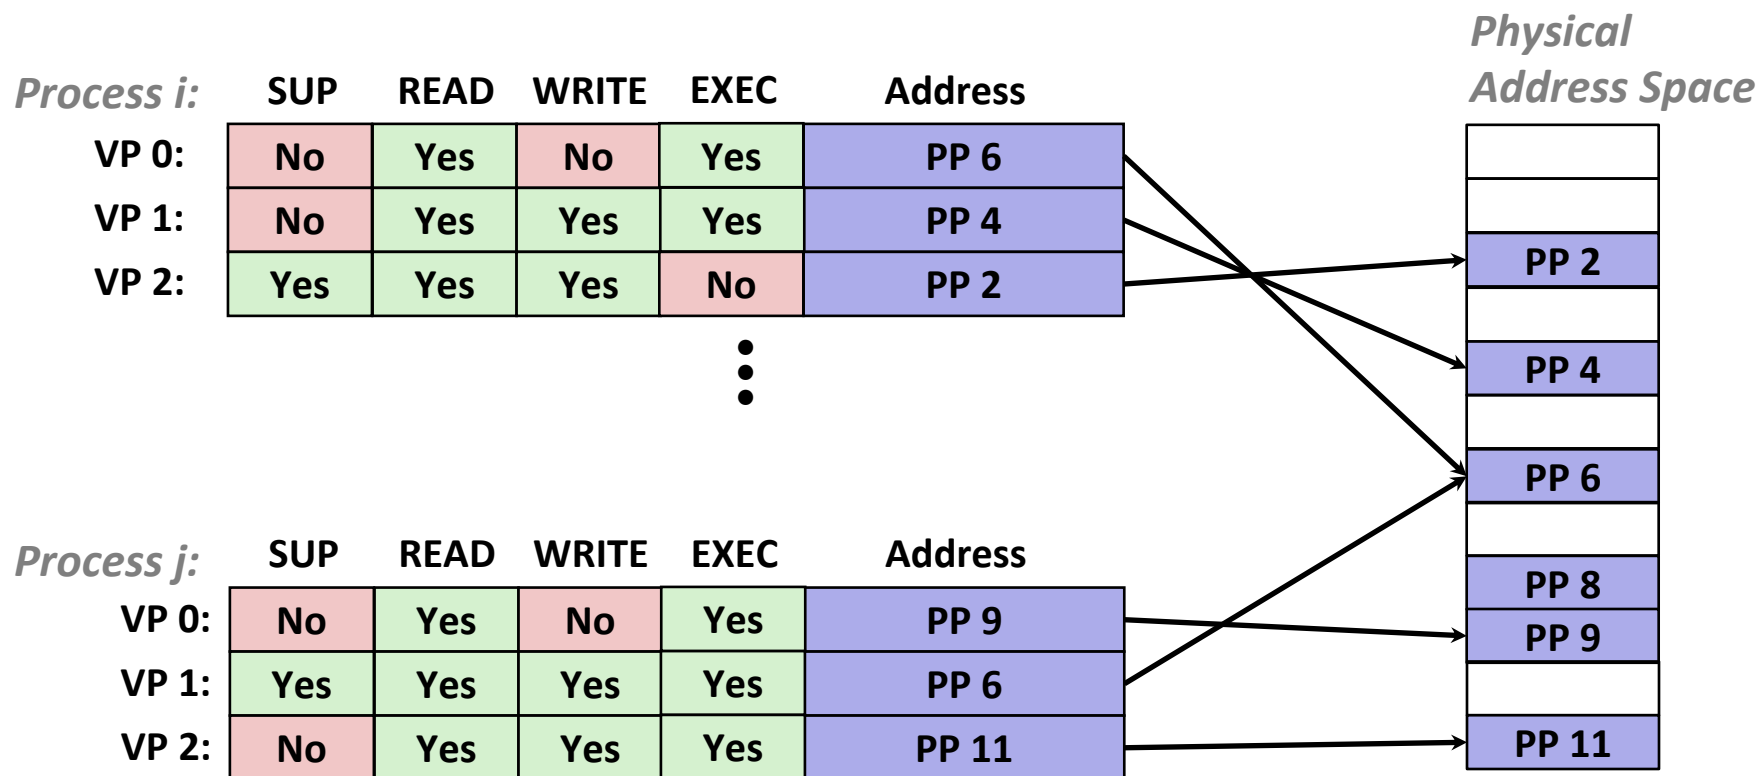 Physical
Address Space
Process i: SUP READ WRITE EXEC Address
VP 0: No Yes No Yes PP 6
VP 1: No Yes Yes Yes PP 4
VP 2: Yes Yes Yes No PP 2
PP 2
PP 4
PP 6
PP 8
PP 9
PP 11
Process j: SUP READ WRITE EXEC Address
VP 0: No Yes No Yes PP 9
VP 1: Yes Yes Yes Yes PP 6
VP 2: No Yes Yes Yes PP 11